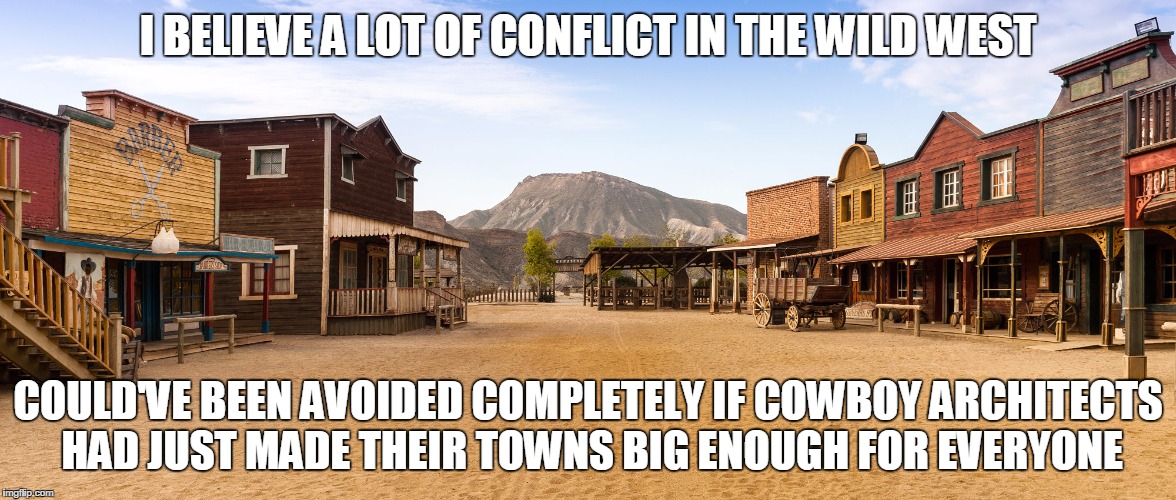 I BELIEVE A LOT OF CONFLICT IN THE WILD WEST
BARBER
COULD'VE BEEN AVOIDED COMPLETELY IF COWBOY ARCHITECTS
HAD JUST MADE THEIR TOWNS BIG ENOUGH FOR EVERYONE
imgflip.com